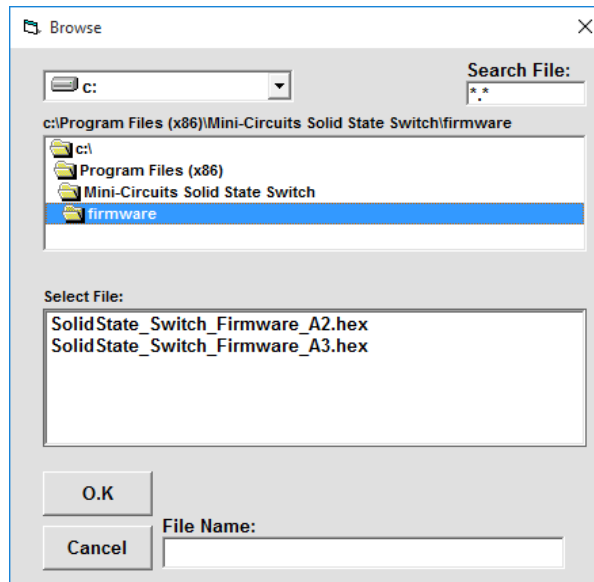 Browse
c:
Search File:
*.*
c:\Program Files (x86)\Mini-Circuits Solid State Switch\firmware
c:\
Program Files (x86)
Mini-Circuits Solid State Switch
firmware
Select File:
SolidState_Switch_Firmware_A2.hex
SolidState_Switch_Firmware_A3.hex
O.K
File Name:
Cancel